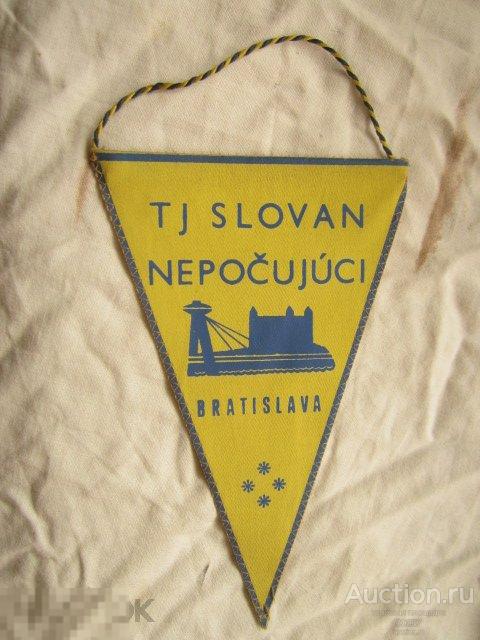 TJ SLOVAN
NEPOČUJÚCI
BRATISLAVA
Auction.ru